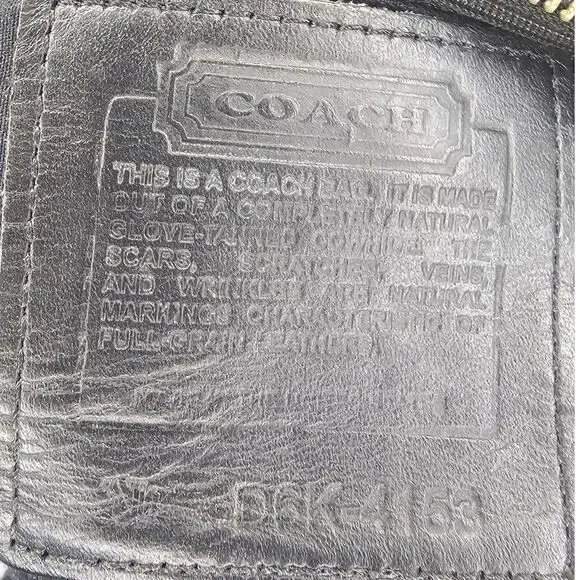 COACH
THIS IS A COACH BAG. IT IS MADE
OUT OF A COMPLETELY NATURAL
GLOVE-TANNED COWHIDE. THE
SCARS, SCRATCHES, VEINS,
AND WRINKLES ARE NATURAL
MARKINGS CHARACTERISTIC OF
FULL-GRAIN LEATHERS.
D6K-4153